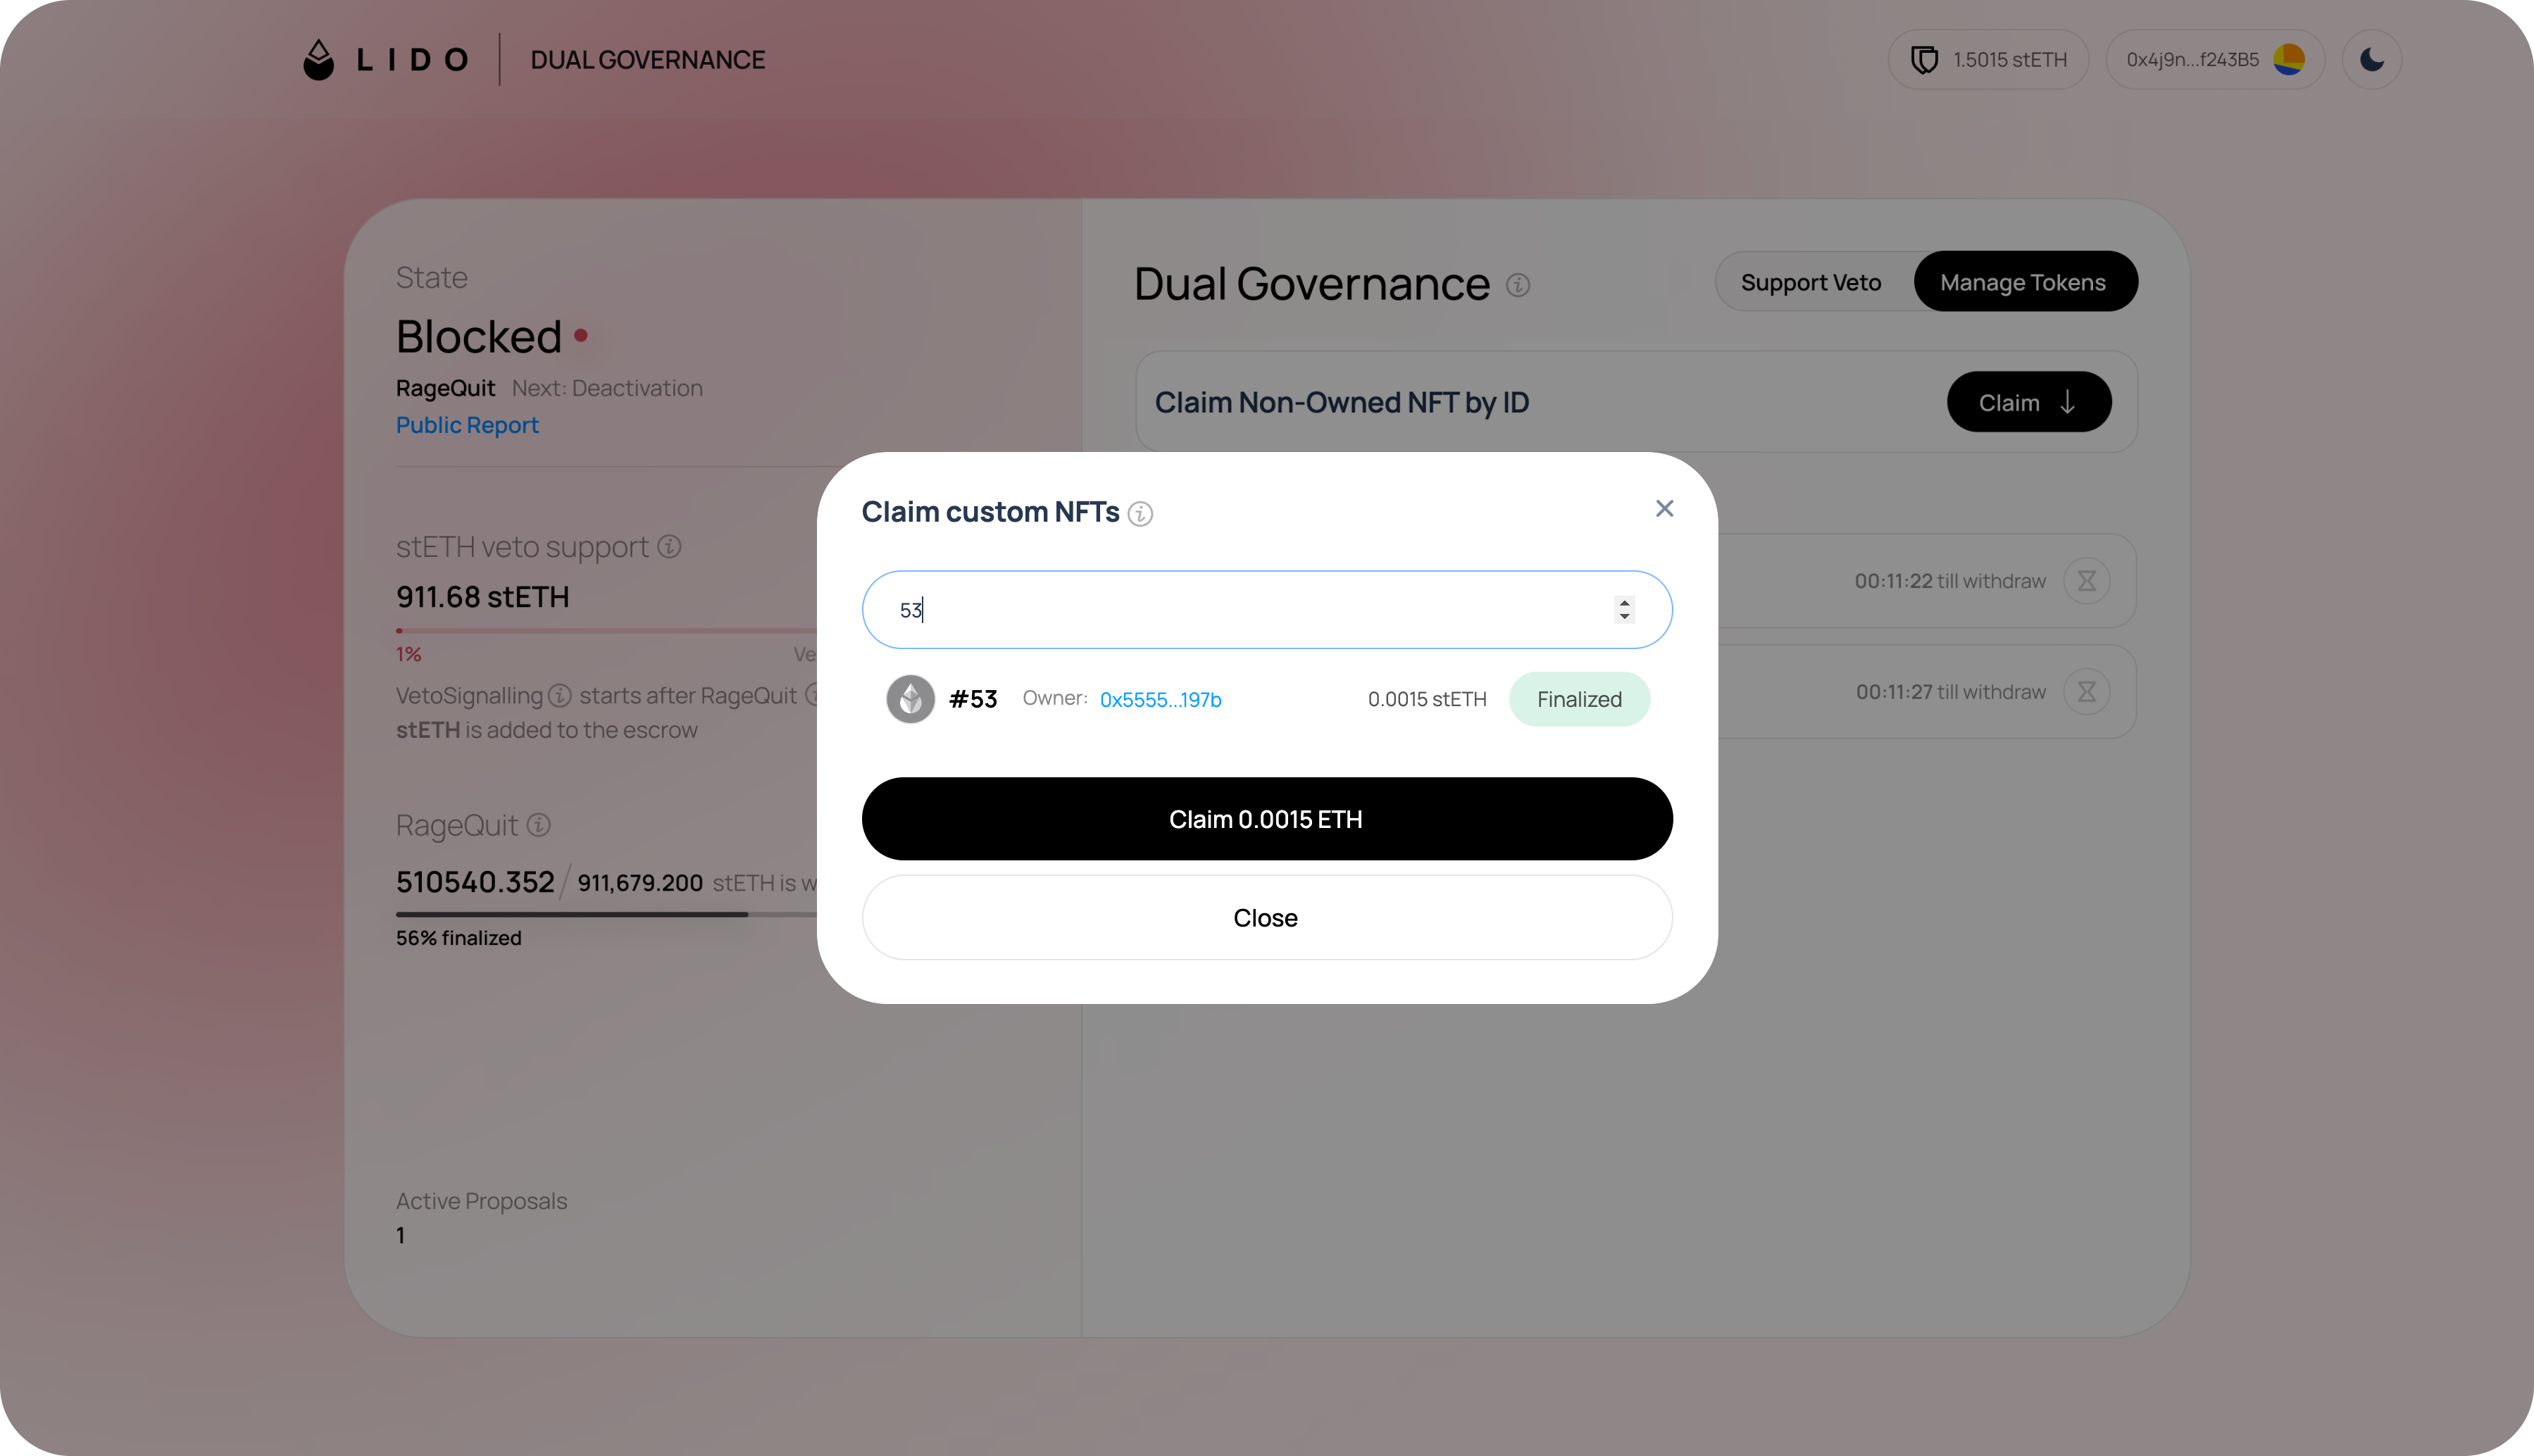 LIDO
DUAL GOVERNANCE
1.5015 stETH
0x4j9n...f243B5
State
Blocked
RageQuit Next: Deactivation
Public Report
stETH veto support
911.68 stETH
1%
VetoSignalling starts after RageQuit
stETH is added to the escrow
RageQuit
510540.352 / 911,679.200 stETH is
56% finalized
Active Proposals
1
Dual Governance
Support Veto
Manage Tokens
Claim Non-Owned NFT by ID
Claim
00:11:22 till withdraw
00:11:27 till withdraw
Claim custom NFTs
53
#53 Owner: 0x5555...197b 0.0015 stETH Finalized
Claim 0.0015 ETH
Close